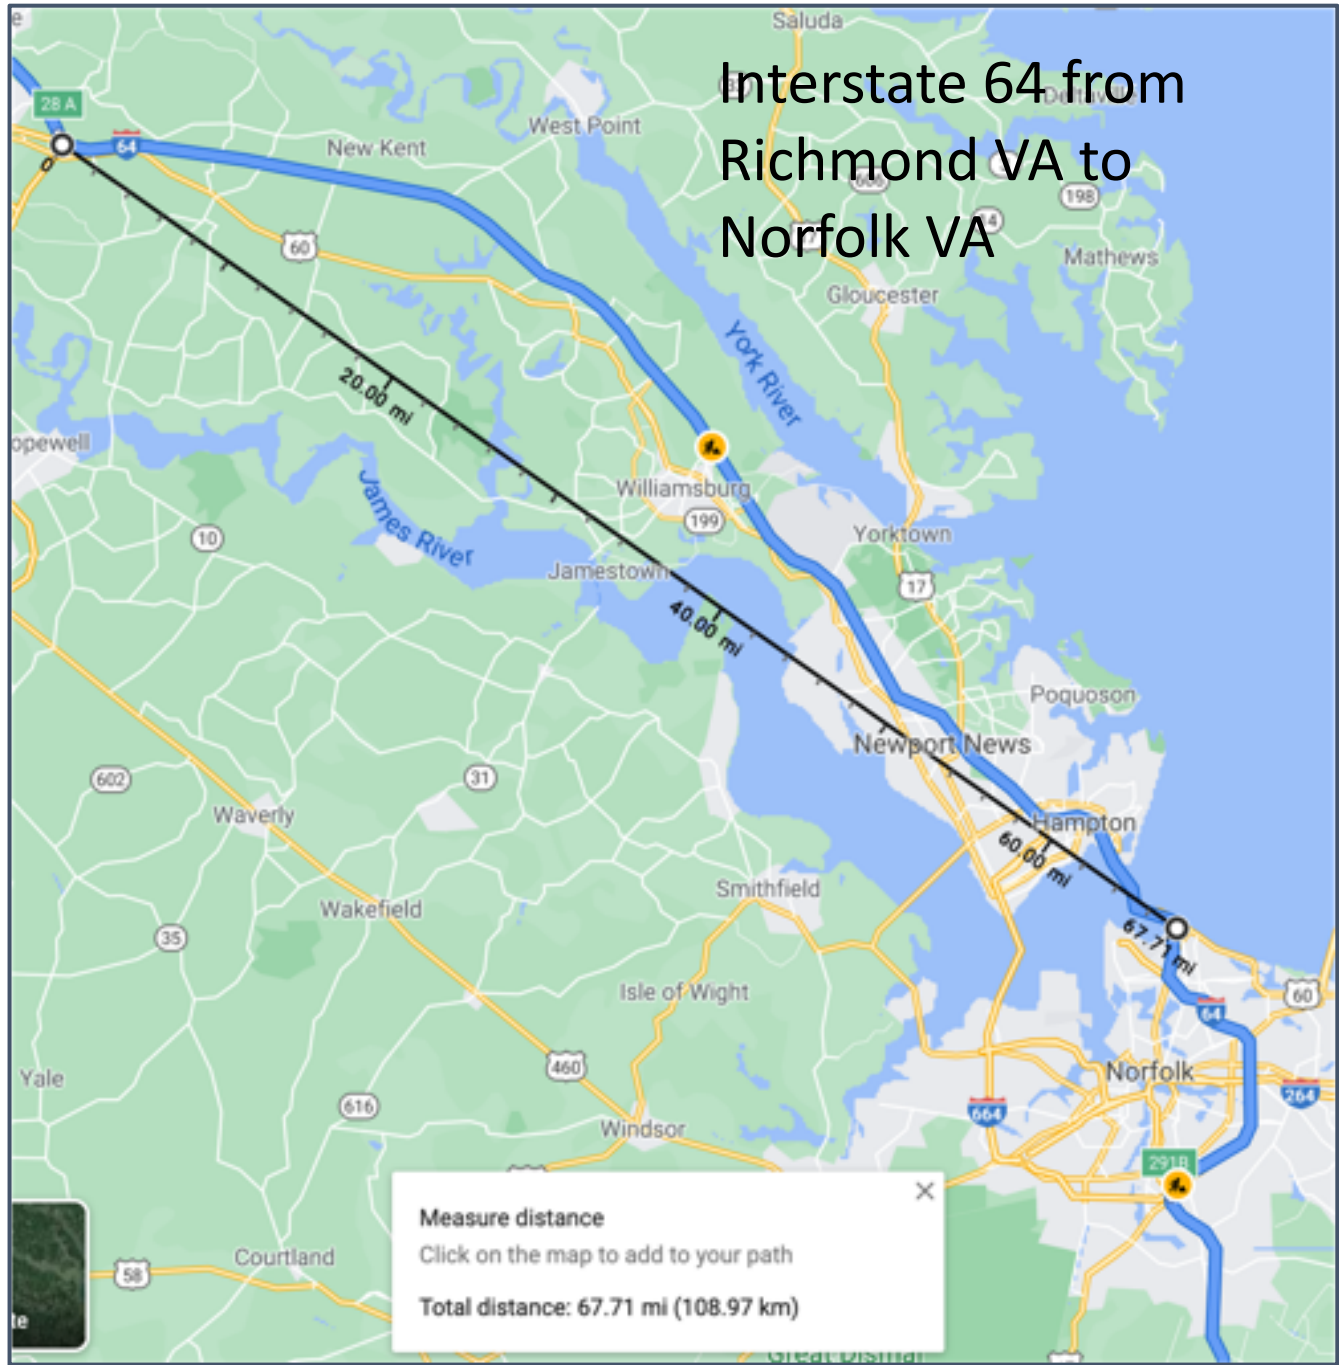 Saluda
Interstate 64 from
Richmond VA to
Norfolk VA
28 A
64
0
New Kent
West Point
198
60
Mathews
Gloucester
York River
20.00 mi
opewell
James River
Williamsburg
199
10
Yorktown
Jamestown
17
40.00 mi
Poquoson
Newport News
602
31
Waverly
Hampton
60.00 mi
Smithfield
Wakefield
35
67.71 mi
Isle of Wight
60
64
460
Norfolk
Yale
264
616
664
Windsor
291B
Measure distance
Click on the map to add to your path
Total distance: 67.71 mi (108.97 km)
Courtland
58
te
Great Dismal